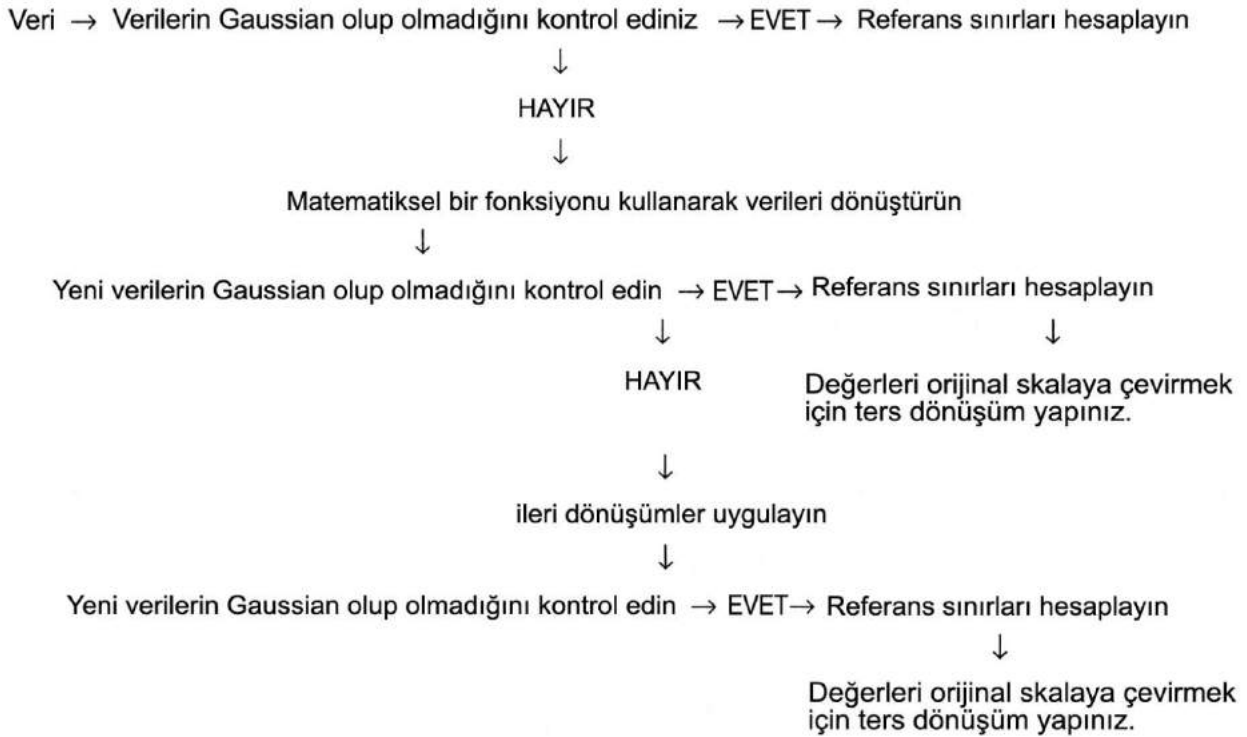 Veri → Verilerin Gaussian olup olmadığını kontrol ediniz → EVET → Referans sınırları hesaplayın
↓
HAYIR
↓
Matematiksel bir fonksiyonu kullanarak verileri dönüştürün
↓
Yeni verilerin Gaussian olup olmadığını kontrol edin → EVET → Referans sınırları hesaplayın
↓ ↓
HAYIR Değerleri orijinal skalaya çevirmek
için ters dönüşüm yapınız.
↓
ileri dönüşümler uygulayın
↓
Yeni verilerin Gaussian olup olmadığını kontrol edin → EVET → Referans sınırları hesaplayın
↓
Değerleri orijinal skalaya çevirmek
için ters dönüşüm yapınız.